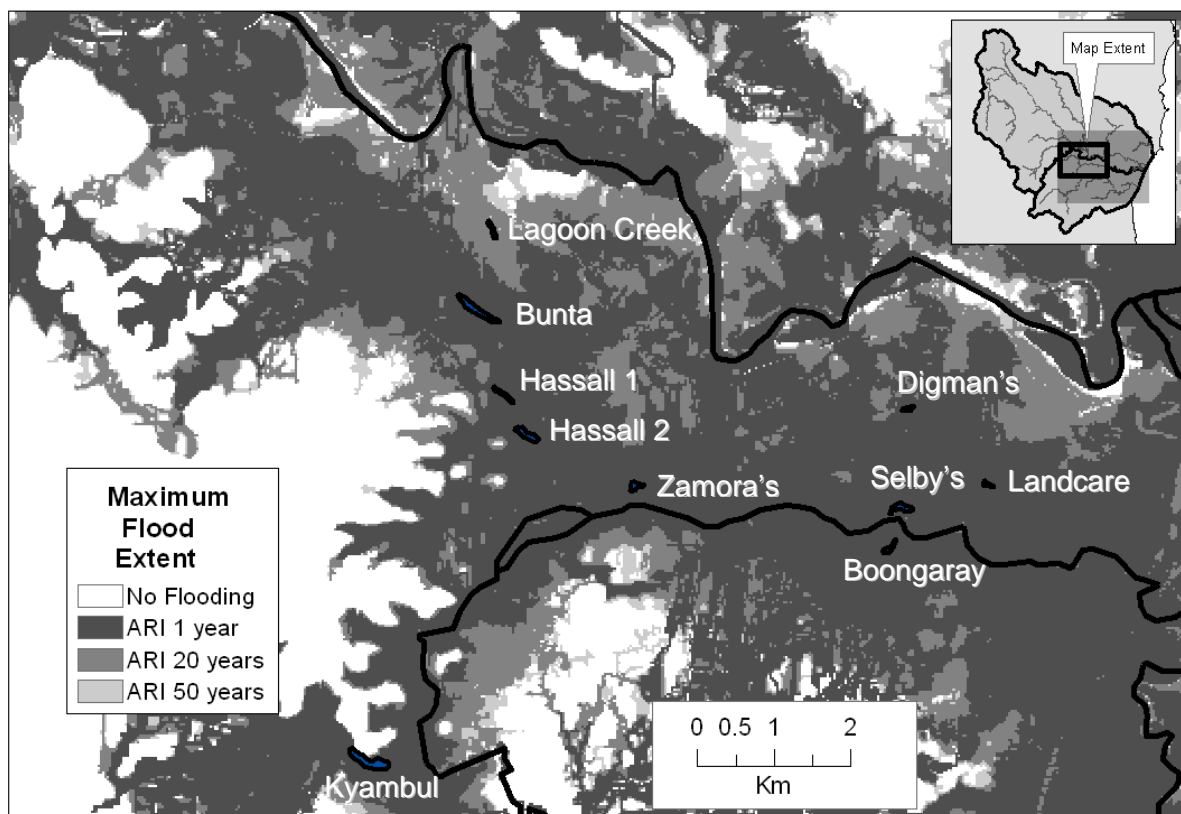 Map Extent
Lagoon Creek
Bunta
Hassall 1
Hassall 2
Digman's
Zamora's
Selby's
Landcare
Boongaray
Kyambul
Maximum
Flood
Extent
No Flooding
ARI 1 year
ARI 20 years
ARI 50 years
0 0.5 1 2
Km